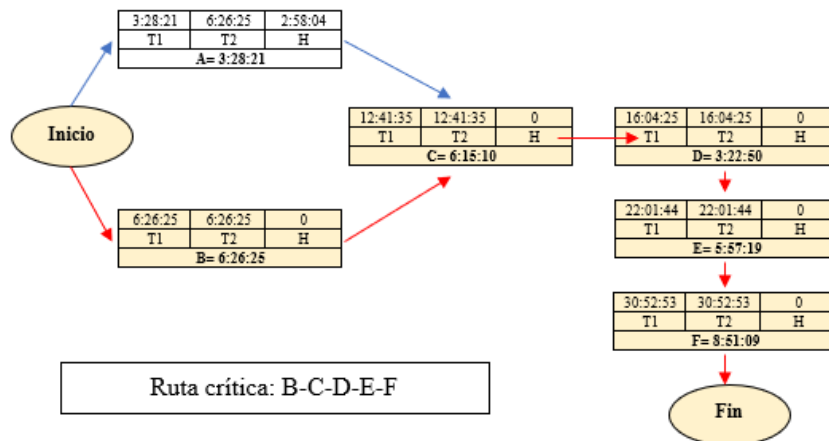 3:28:21 6:26:25 2:58:04
T1 T2 H
A= 3:28:21
Inicio
12:41:35 12:41:35 0
T1 T2 H
C= 6:15:10
16:04:25 16:04:25 0
T1 T2 H
D= 3:22:50
6:26:25 6:26:25 0
T1 T2 H
B= 6:26:25
22:01:44 22:01:44 0
T1 T2 H
E= 5:57:19
30:52:53 30:52:53 0
T1 T2 H
F= 8:51:09
Ruta crítica: B-C-D-E-F
Fin